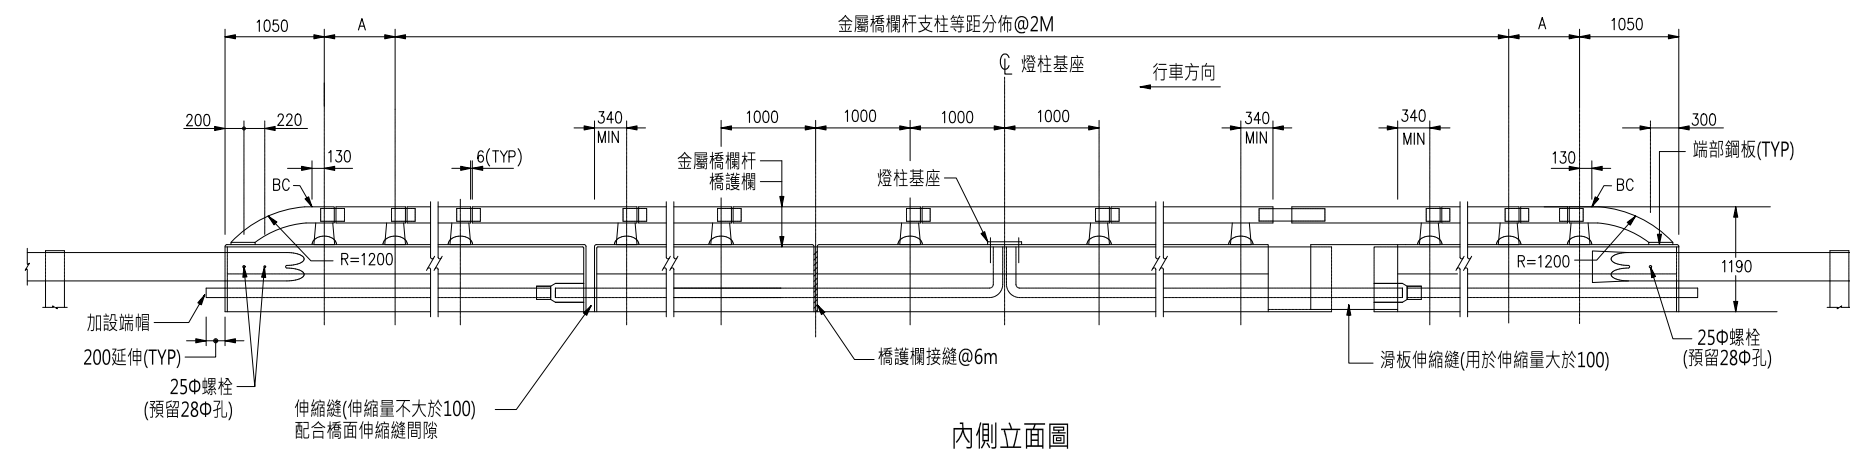 金屬橋欄杆支柱等距分佈@2M
1050
A
A
1050
℄ 燈柱基座
行車方向
200
220
340
MIN
1000
1000
1000
1000
340
MIN
340
MIN
300
130
6(TYP)
金屬橋欄杆
橋護欄
燈柱基座
130
端部鋼板(TYP)
BC
BC
R=1200
R=1200
1190
加設端帽
200延伸(TYP)
25Φ螺栓
(預留28Φ孔)
伸縮縫(伸縮量不大於100)
配合橋面伸縮縫間隙
橋護欄接縫@6m
滑板伸縮縫(用於伸縮量大於100)
25Φ螺栓
(預留28Φ孔)
內側立面圖